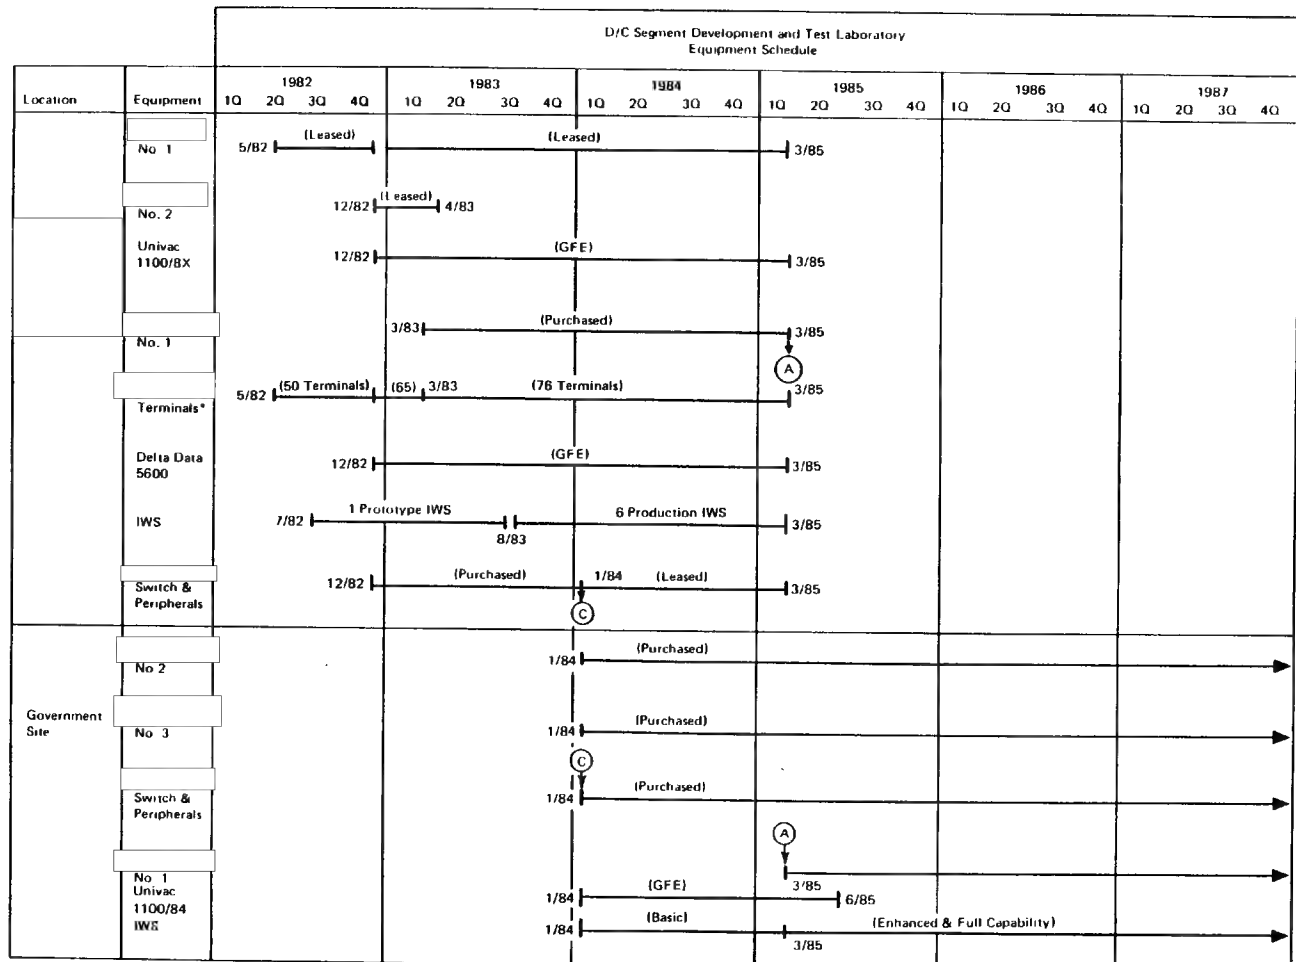 D/C Segment Development and Test Laboratory
Equipment Schedule
Location Equipment 1982 1983 1984 1985 1986 1987
1Q 2Q 3Q 4Q 1Q 2Q 3Q 4Q 1Q 2Q 3Q 4Q 1Q 2Q 3Q 4Q 1Q 2Q 3Q 4Q 1Q 2Q 3Q 4Q
No. 1 5/82 (Leased) (Leased) 3/85
No. 2 12/82 (Leased) 4/83
Univac
1100/8X 12/82 (GFE) 3/85
No. 1 3/83 (Purchased) 3/85
A
Terminals* 5/82 (50 Terminals) (65) 3/83 (76 Terminals) 3/85
Delta Data
5600 12/82 (GFE) 3/85
IWS 7/82 1 Prototype IWS 8/83 6 Production IWS 3/85
Switch &
Peripherals 12/82 (Purchased) 1/84 (Leased) 3/85
C
Government
Site
No 2 1/84 (Purchased)
No 3 1/84 (Purchased)
C
Switch &
Peripherals 1/84 (Purchased)
A
No 1 3/85
Univac
1100/84 1/84 (GFE) 6/85
IWS 1/84 (Basic) 3/85 (Enhanced & Full Capability)